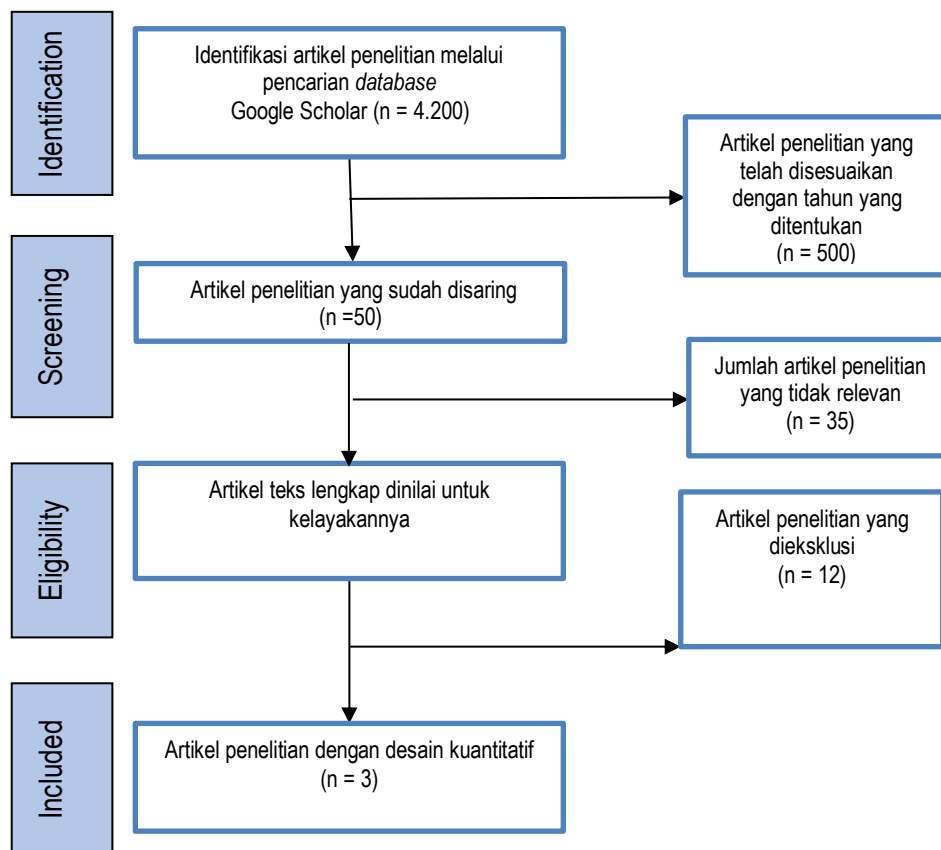 Identification
Identifikasi artikel penelitian melalui
pencarian database
Google Scholar (n = 4.200)
Artikel penelitian yang
telah disesuaikan
dengan tahun yang
ditentukan
(n = 500)
Screening
Artikel penelitian yang sudah disaring
(n =50)
Jumlah artikel penelitian
yang tidak relevan
(n = 35)
Eligibility
Artikel teks lengkap dinilai untuk
kelayakannya
Artikel penelitian yang
dieksklusi
(n = 12)
Included
Artikel penelitian dengan desain kuantitatif
(n = 3)